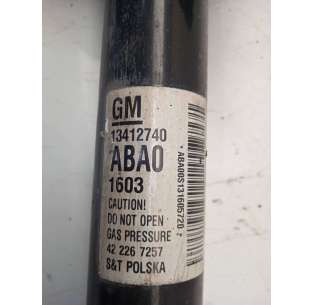 GM
13412740
ABA0
1603
CAUTION!
DO NOT OPEN
GAS PRESSURE
42 226 7257
S&T POLSKA